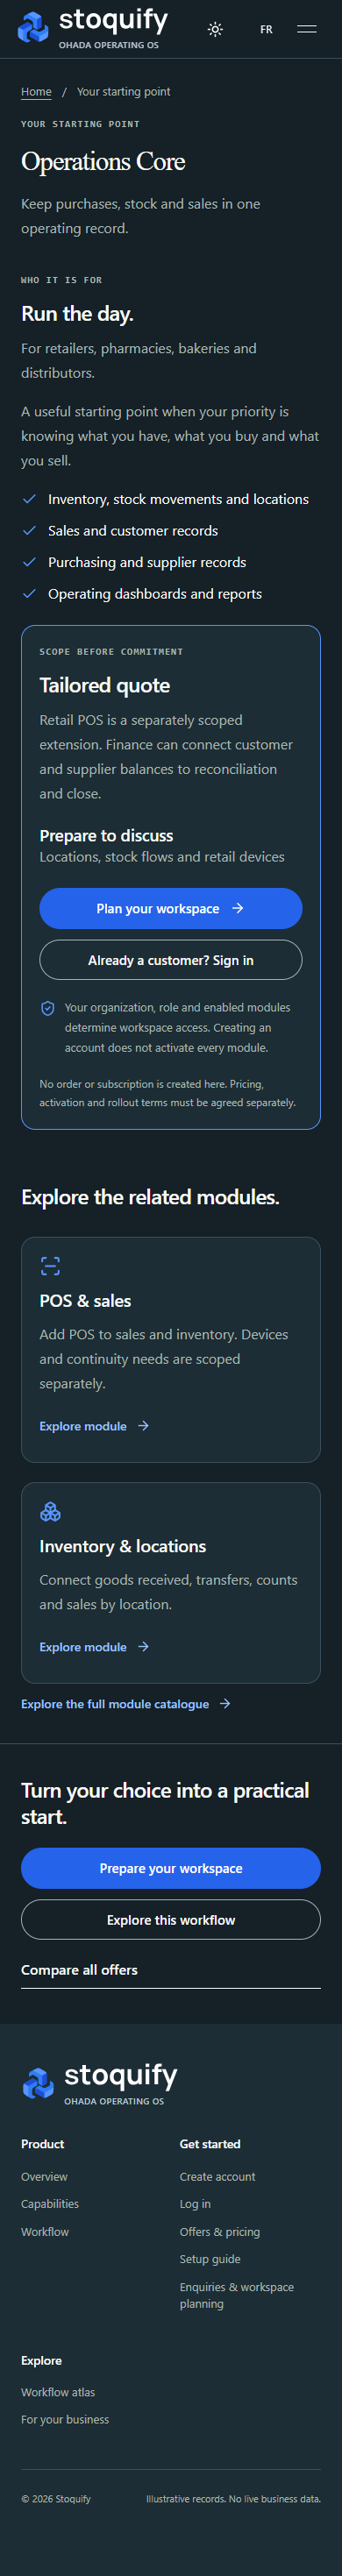 stoquify
OHADA OPERATING OS
FR
Home / Your starting point
YOUR STARTING POINT
Operations Core
Keep purchases, stock and sales in one
operating record.
WHO IT IS FOR
Run the day.
For retailers, pharmacies, bakeries and
distributors.
A useful starting point when your priority is
knowing what you have, what you buy and what
you sell.
Inventory, stock movements and locations
Sales and customer records
Purchasing and supplier records
Operating dashboards and reports
SCOPE BEFORE COMMITMENT
Tailored quote
Retail POS is a separately scoped
extension. Finance can connect customer
and supplier balances to reconciliation
and close.
Prepare to discuss
Locations, stock flows and retail devices
Plan your workspace
Already a customer? Sign in
Your organization, role and enabled modules
determine workspace access. Creating an
account does not activate every module.
No order or subscription is created here. Pricing,
activation and rollout terms must be agreed separately.
Explore the related modules.
POS & sales
Add POS to sales and inventory. Devices
and continuity needs are scoped
separately.
Explore module
Inventory & locations
Connect goods received, transfers, counts
and sales by location.
Explore module
Explore the full module catalogue
Turn your choice into a practical
start.
Prepare your workspace
Explore this workflow
Compare all offers
stoquify
OHADA OPERATING OS
Product
Overview
Capabilities
Workflow
Get started
Create account
Log in
Offers & pricing
Setup guide
Enquiries & workspace
planning
Explore
Workflow atlas
For your business
© 2026 Stoquify
Illustrative records. No live business data.